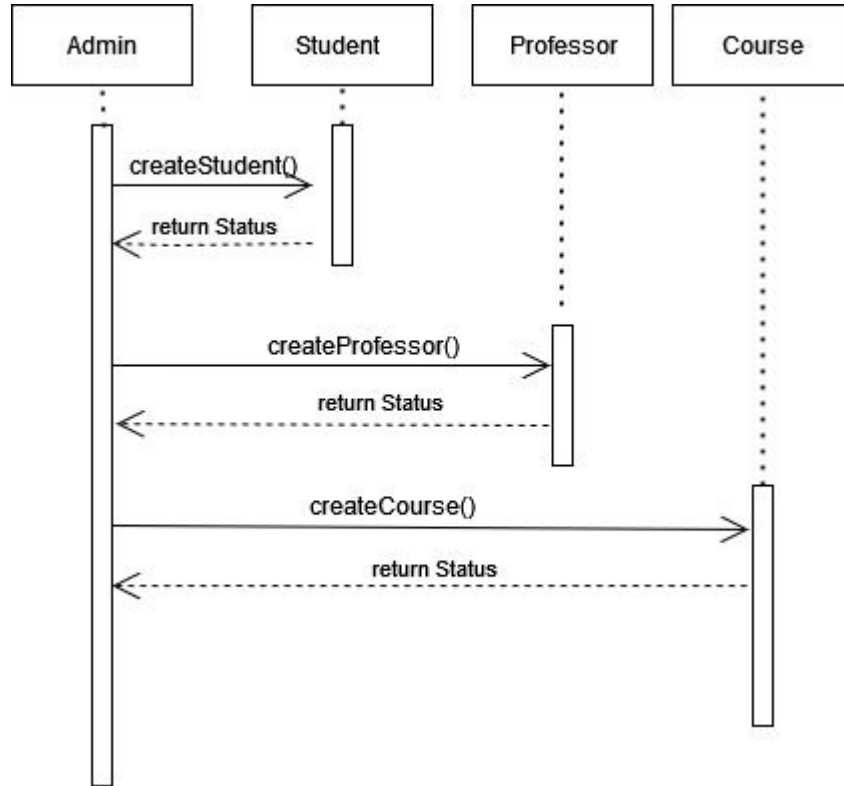 Admin
Student
Professor
Course
createStudent()
return Status
createProfessor()
return Status
createCourse()
return Status